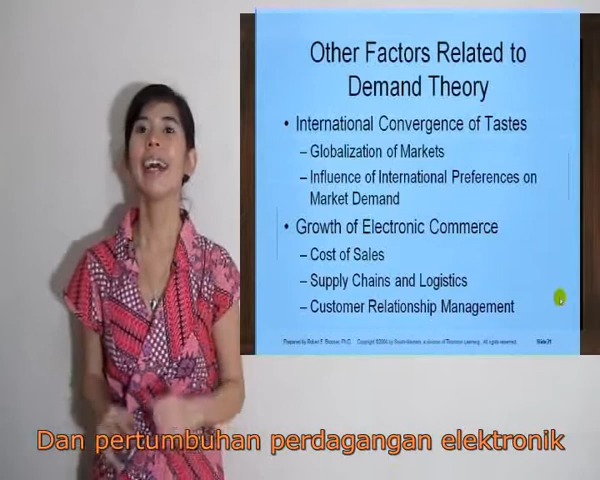 Other Factors Related to
Demand Theory
• International Convergence of Tastes
– Globalization of Markets
– Influence of International Preferences on
Market Demand
• Growth of Electronic Commerce
– Cost of Sales
– Supply Chains and Logistics
– Customer Relationship Management
Slide 21
Dan pertumbuhan perdagangan elektronik